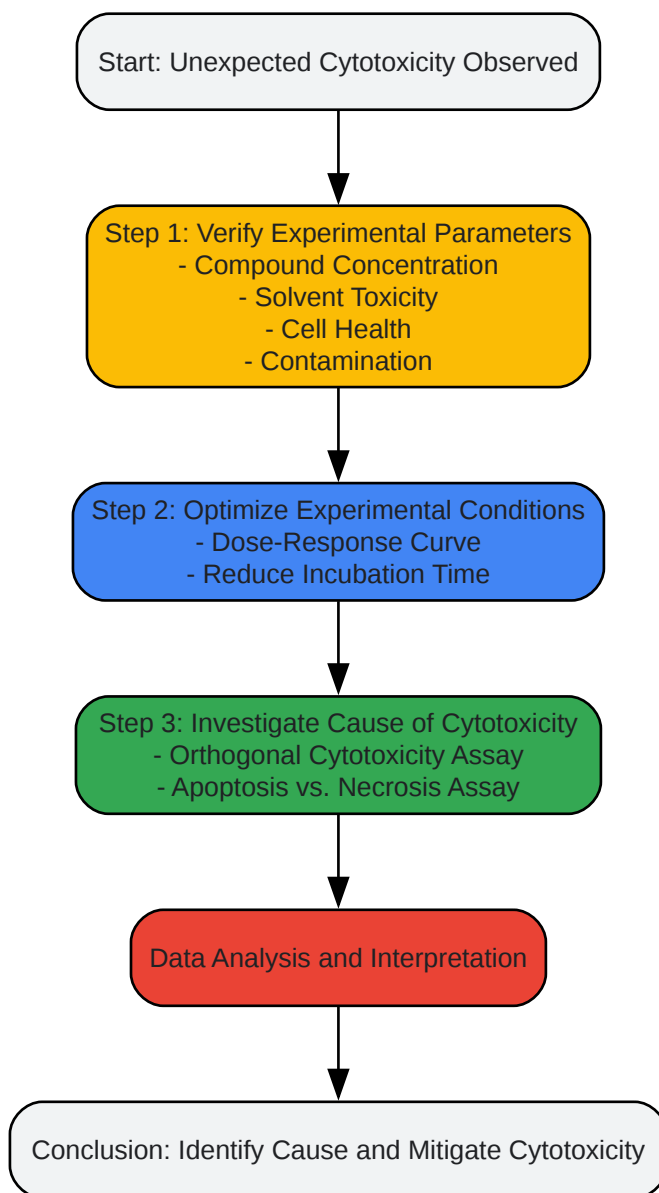 Start: Unexpected Cytotoxicity Observed
Step 1: Verify Experimental Parameters
- Compound Concentration
- Solvent Toxicity
- Cell Health
- Contamination
Step 2: Optimize Experimental Conditions
- Dose-Response Curve
- Reduce Incubation Time
Step 3: Investigate Cause of Cytotoxicity
- Orthogonal Cytotoxicity Assay
- Apoptosis vs. Necrosis Assay
Data Analysis and Interpretation
Conclusion: Identify Cause and Mitigate Cytotoxicity